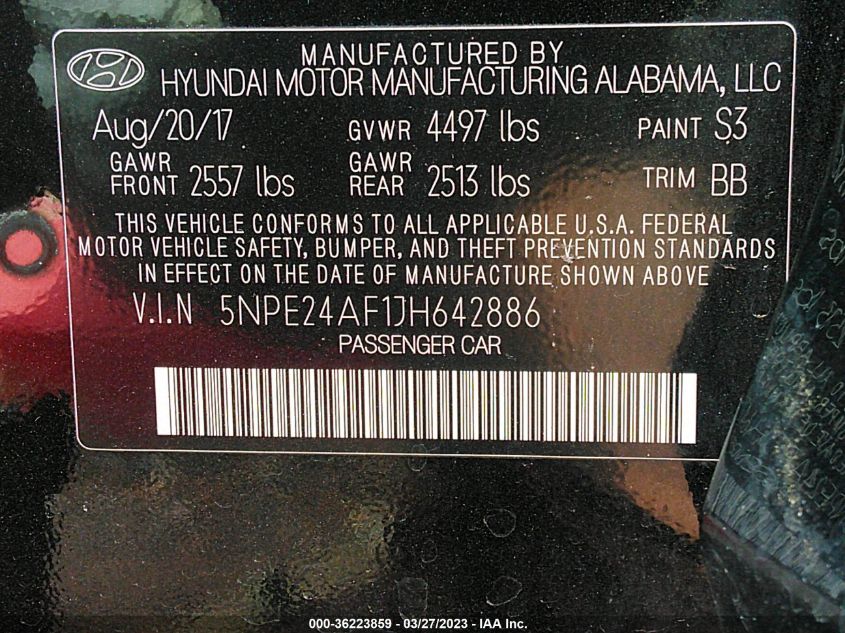 MANUFACTURED BY
HYUNDAI MOTOR MANUFACTURING ALABAMA, LLC
Aug/20/17 GVWR 4497 lbs PAINT S3
GAWR FRONT 2557 lbs GAWR REAR 2513 lbs TRIM BB
THIS VEHICLE CONFORMS TO ALL APPLICABLE U.S.A. FEDERAL
MOTOR VEHICLE SAFETY, BUMPER, AND THEFT PREVENTION STANDARDS
IN EFFECT ON THE DATE OF MANUFACTURE SHOWN ABOVE
V.I.N 5NPE24AF1JH642886
PASSENGER CAR
000-36223859 — 03/27/2023 — IAA Inc.